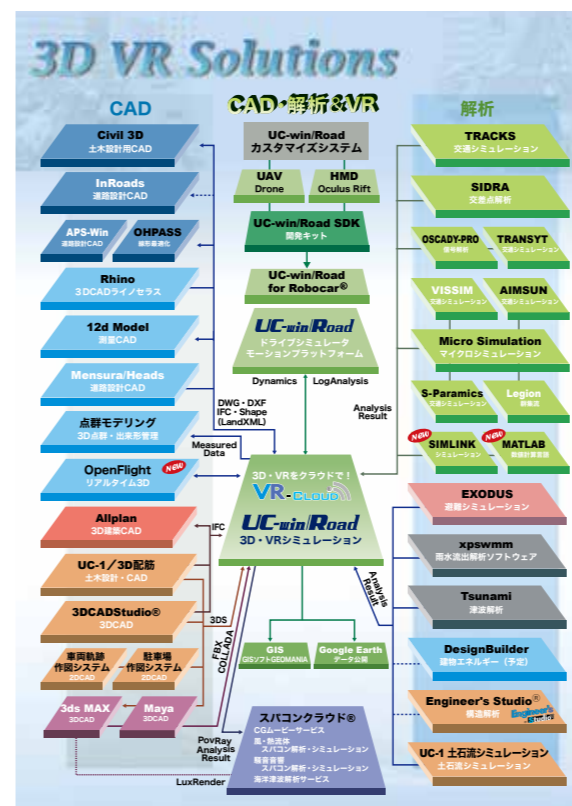 3D VR Solutions
CAD
CAD・解析&VR
解析
Civil 3D
土木設計用CAD
InRoads
道路設計CAD
APS-Win
道路設計CAD
OHPASS
線形最適化
Rhino
3DCADライノセラス
12d Model
測量CAD
Mensura/Heads
道路設計CAD
点群モデリング
3D点群・出来形管理
OpenFlight
リアルタイム3D
New
Allplan
3D建築CAD
UC-1/3D配筋
土木設計・CAD
3DCADStudio®
3DCAD
車両軌跡
作図システム
2DCAD
駐車場
作図システム
2DCAD
3ds MAX
3DCAD
Maya
3DCAD
UC-win/Road
カスタマイズシステム
UAV
Drone
HMD
Oculus Rift
UC-win/Road SDK
開発キット
UC-win/Road
for Robocar®
UC-win/Road
ドライブシミュレータ
モーションプラットフォーム
Dynamics
LogAnalysis
DWG・DXF
IFC・Shape
(LandXML)
Measured
Data
Analysis
Result
3D・VRをクラウドで!
VR-CLOUD
UC-win/Road
3D・VRシミュレーション
IFC
3DS
FBX
COLLADA
Analysis
Result
GIS
GISソフトGEOMANIA
Google Earth
データ公開
PovRay
Analysis
Result
LuxRender
スパコンクラウド®
CGムービーサービス
風・熱流体
スパコン解析・シミュレーション
騒音音響
スパコン解析・シミュレーション
海洋津波解析サービス
TRACKS
交通シミュレーション
SIDRA
交差点解析
OSCADY-PRO
信号解析
TRANSYT
交通シミュレーション
VISSIM
交通シミュレーション
AIMSUN
交通シミュレーション
Micro Simulation
マイクロシミュレーション
S-Paramics
交通シミュレーション
Legion
群集流
New
SIMLINK
シミュレーション
New
MATLAB
数値計算言語
EXODUS
避難シミュレーション
xpswmm
雨水流出解析ソフトウェア
Tsunami
津波解析
DesignBuilder
建物エネルギー(予定)
Engineer's Studio®
構造解析
Engineer's Studio
UC-1 土石流シミュレーション
土石流シミュレーション